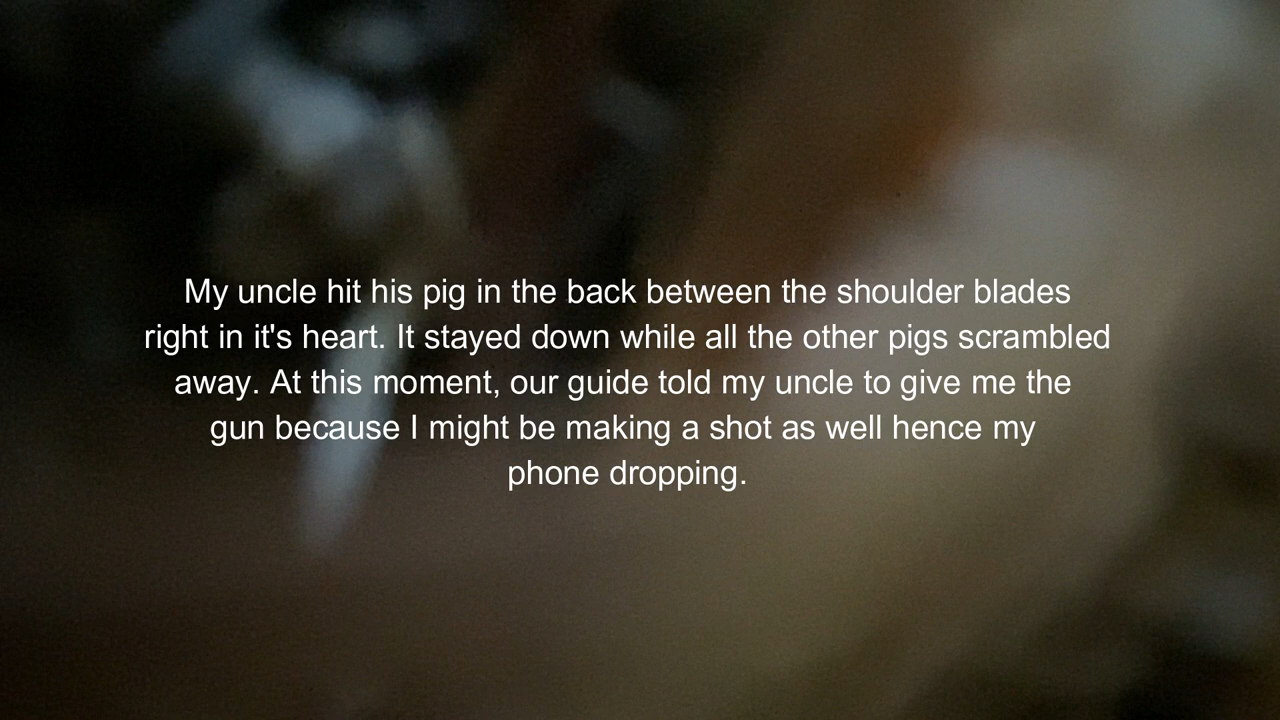 My uncle hit his pig in the back between the shoulder blades
right in it's heart. It stayed down while all the other pigs scrambled
away. At this moment, our guide told my uncle to give me the
gun because I might be making a shot as well hence my
phone dropping.